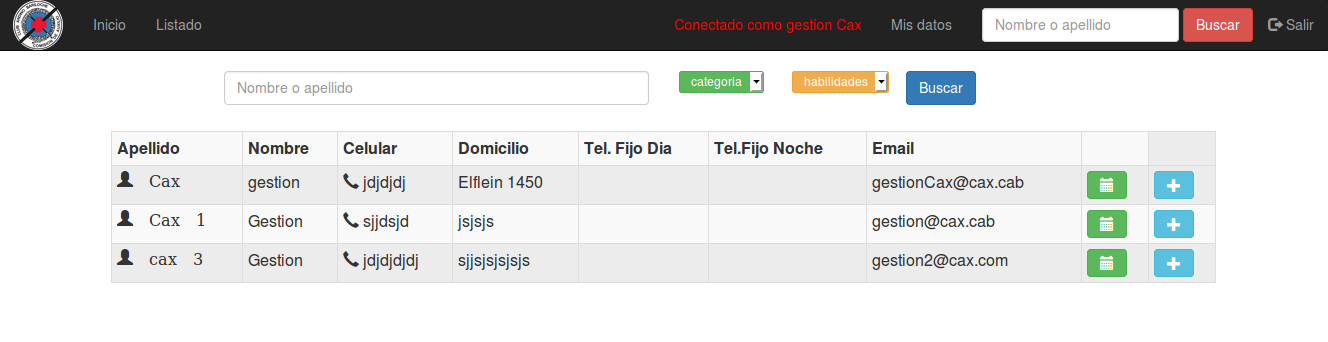 Inicio Listado Conectado como gestion Cax Mis datos Nombre o apellido Buscar Salir
Nombre o apellido categoria habilidades Buscar
Apellido Nombre Celular Domicilio Tel. Fijo Dia Tel.Fijo Noche Email
Cax gestion jdjdjdj Elflein 1450 gestionCax@cax.cab
Cax 1 Gestion sjjdsjd jsjsjs gestion@cax.cab
cax 3 Gestion jdjdjdjdj sjjsjsjsjsjs gestion2@cax.com